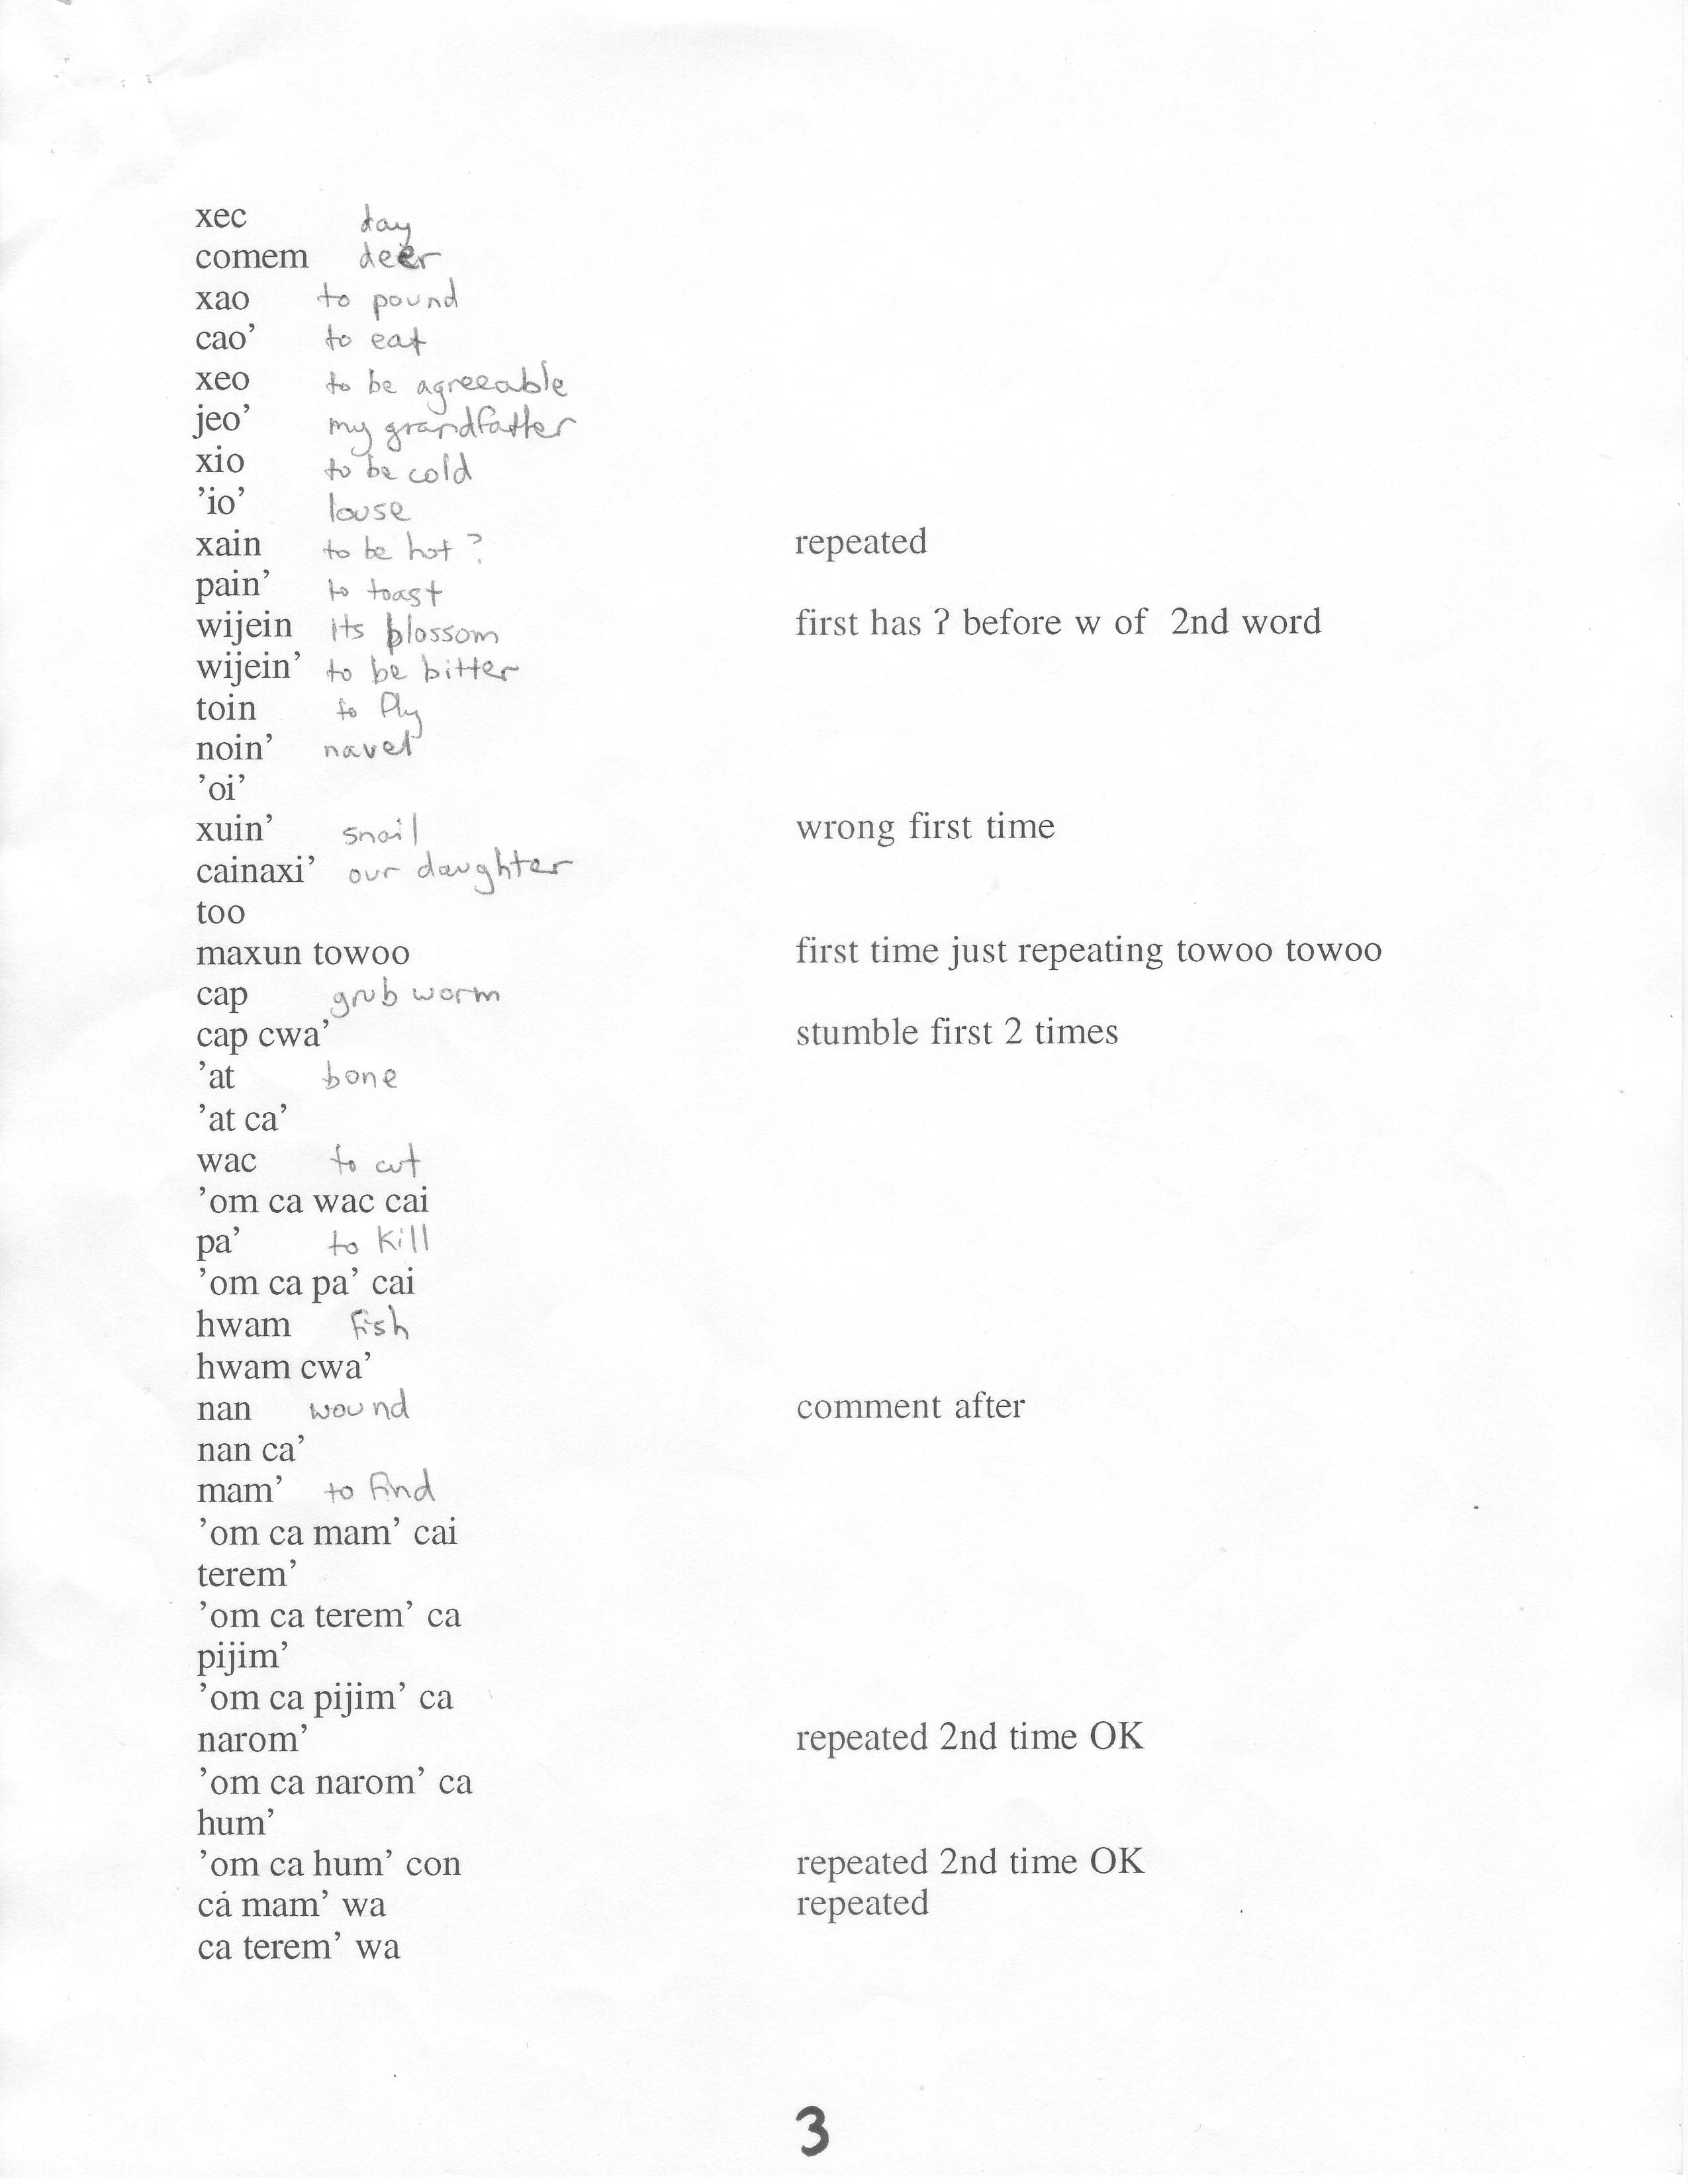 xec day
comem deer
xao to pound
cao’ to eat
xeo to be agreeable
jeo’ my grandfather
xio to be cold
’io’ louse
xain to be hot ? repeated
pain’ to toast
wijein its blossom first has ? before w of 2nd word
wijein’ to be bitter
toin to fly
noin’ navel
’oi’
xuin’ snail wrong first time
cainaxi’ our daughter
too
maxun towoo first time just repeating towoo towoo
cap grub worm
cap cwa’ stumble first 2 times
’at bone
’at ca’
wac to cut
’om ca wac cai
pa’ to kill
’om ca pa’ cai
hwam fish
hwam cwa’
nan wound comment after
nan ca’
mam’ to find
’om ca mam’ cai
terem’
’om ca terem’ ca
pijim’
’om ca pijim’ ca
narom’ repeated 2nd time OK
’om ca narom’ ca
hum’
’om ca hum’ con repeated 2nd time OK
ca mam’ wa repeated
ca terem’ wa
3